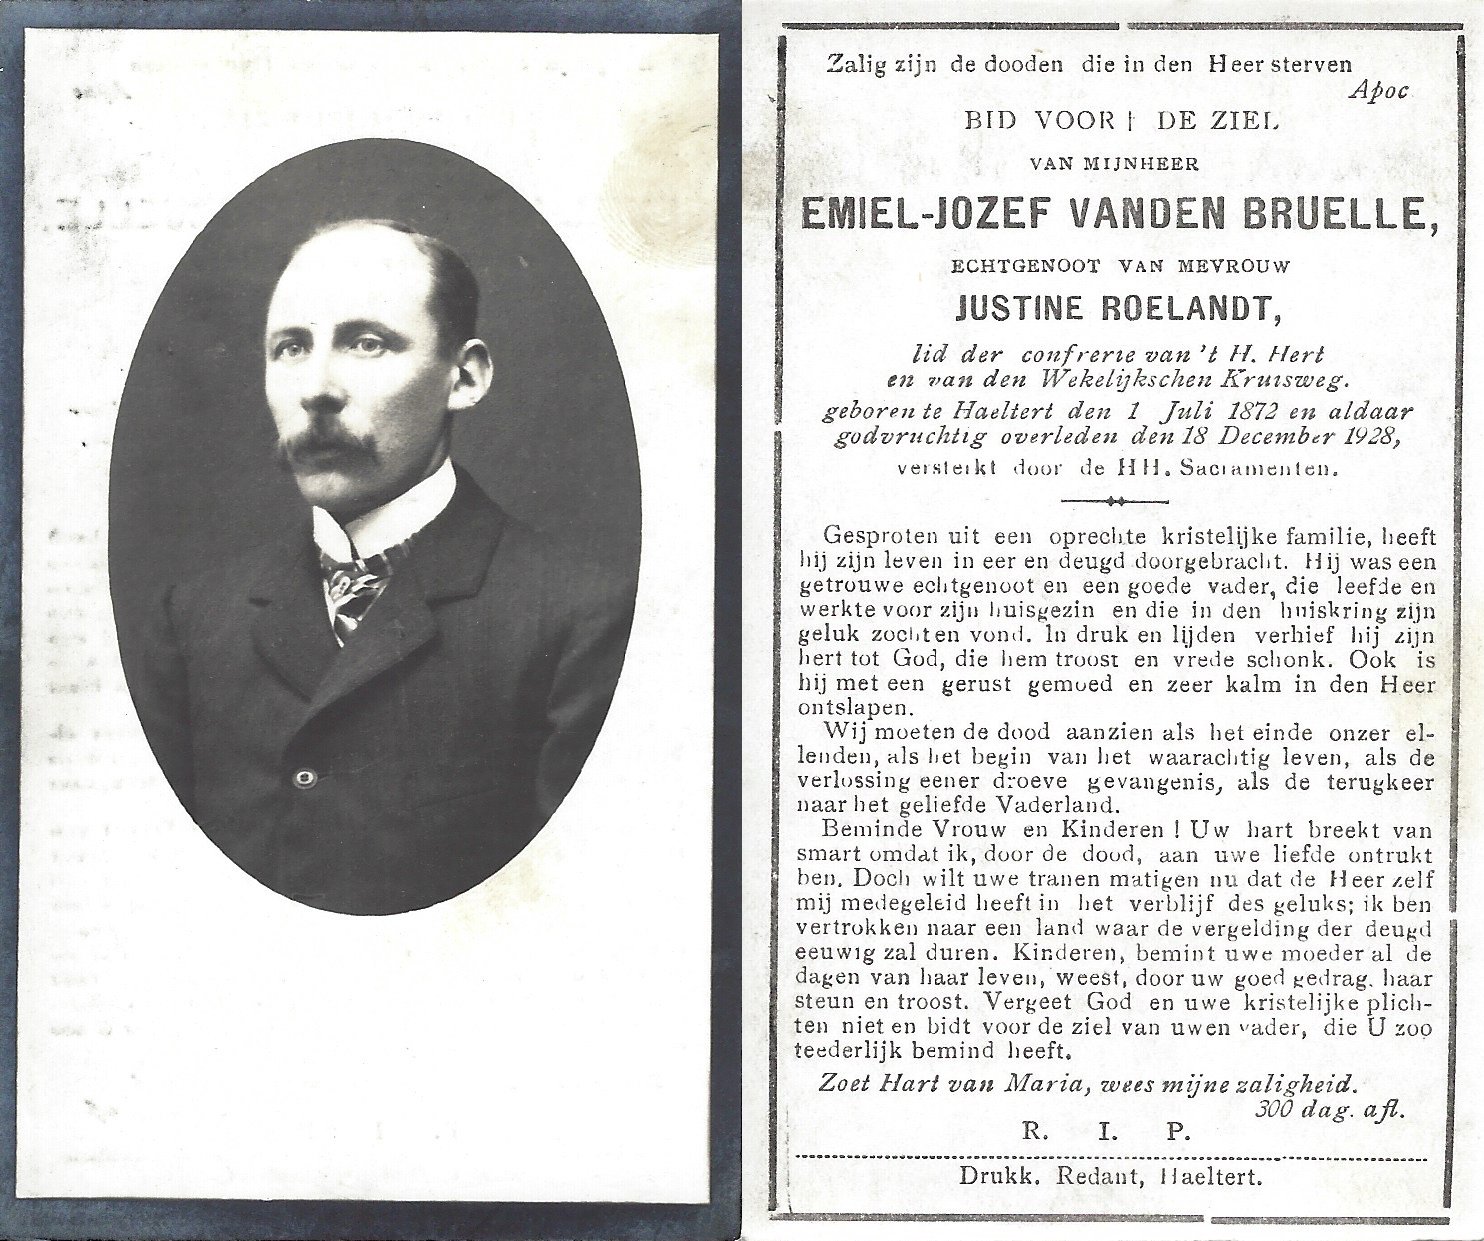 Zalig zijn de dooden die in den Heer sterven
Apoc
BID VOOR † DE ZIEL
VAN MIJNHEER
EMIEL-JOZEF VANDEN BRUELLE,
ECHTGENOOT VAN MEVROUW
JUSTINE ROELANDT,
lid der confrerie van 't H. Hert
en van den Wekelijkschen Kruisweg.
geboren te Haeltert den 1 Juli 1872 en aldaar
godvruchtig overleden den 18 December 1928,
versterkt door de HH. Sacramenten.
Gesproten uit een oprechte kristelijke familie, heeft
hij zijn leven in eer en deugd doorgebracht. Hij was een
getrouwe echtgenoot en een goede vader, die leefde en
werkte voor zijn huisgezin en die in den huiskring zijn
geluk zochten vond. In druk en lijden verhief hij zijn
hert tot God, die hem troost en vrede schonk. Ook is
hij met een gerust gemoed en zeer kalm in den Heer
ontslapen.
Wij moeten de dood aanzien als het einde onzer el-
lenden, als het begin van het waarachtig leven, als de
verlossing eener droeve gevangenis, als de terugkeer
naar het geliefde Vaderland.
Beminde Vrouw en Kinderen ! Uw hart breekt van
smart omdat ik, door de dood, aan uwe liefde ontrukt
ben. Doch wilt uwe tranen matigen nu dat de Heer zelf
mij medegeleid heeft in het verblijf des geluks; ik ben
vertrokken naar een land waar de vergelding der deugd
eeuwig zal duren. Kinderen, bemint uwe moeder al de
dagen van haar leven, weest, door uw goed gedrag. haar
steun en troost. Vergeet God en uwe kristelijke plich-
ten niet en bidt voor de ziel van uwen vader, die U zoo
teederlijk bemind heeft.
Zoet Hart van Maria, wees mijne zaligheid.
300 dag. afl.
R. I. P.
Drukk. Redant, Haeltert.